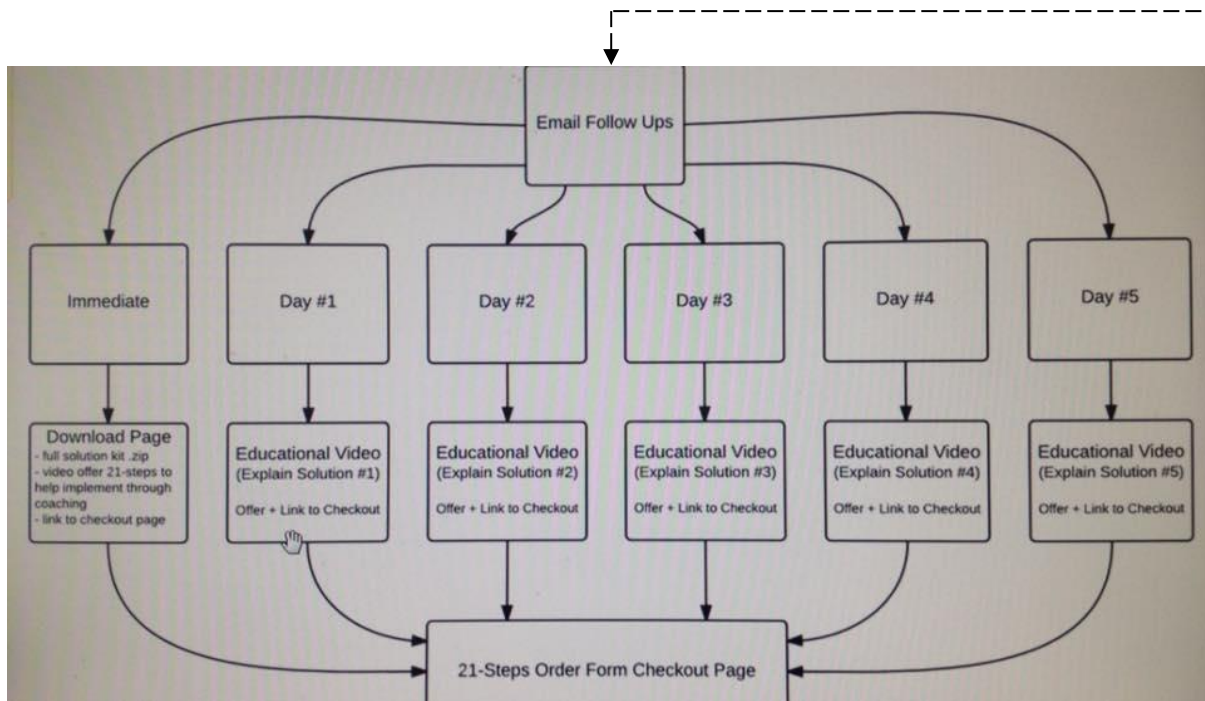 Email Follow Ups
Immediate
Day #1
Day #2
Day #3
Day #4
Day #5
Download Page
- full solution kit .zip
- video offer 21-steps to
help implement through
coaching
- link to checkout page
Educational Video
(Explain Solution #1)
Offer + Link to Checkout
Educational Video
(Explain Solution #2)
Offer + Link to Checkout
Educational Video
(Explain Solution #3)
Offer + Link to Checkout
Educational Video
(Explain Solution #4)
Offer + Link to Checkout
Educational Video
(Explain Solution #5)
Offer + Link to Checkout
21-Steps Order Form Checkout Page